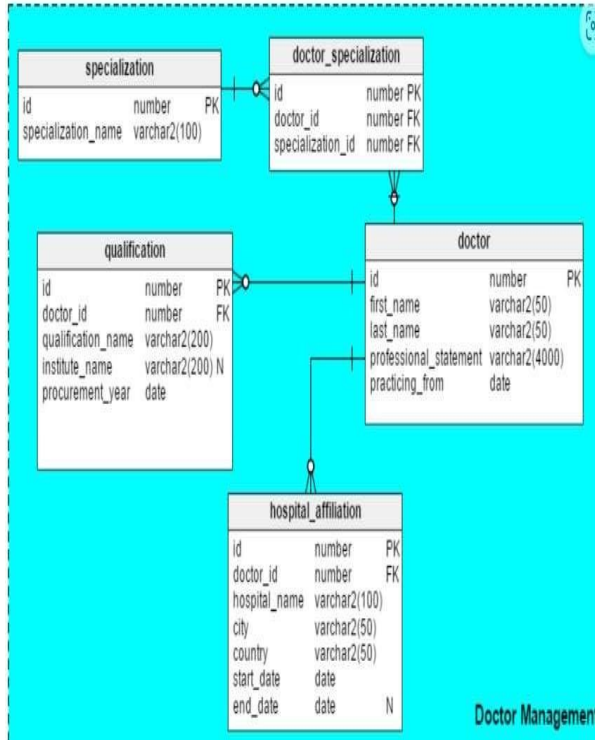 specialization
id number PK
specialization_name varchar2(100)
doctor_specialization
id number PK
doctor_id number FK
specialization_id number FK
qualification
id number PK
doctor_id number FK
qualification_name varchar2(200)
institute_name varchar2(200) N
procurement_year date
doctor
id number PK
first_name varchar2(50)
last_name varchar2(50)
professional_statement varchar2(4000)
practicing_from date
hospital_affiliation
id number PK
doctor_id number FK
hospital_name varchar2(100)
city varchar2(50)
country varchar2(50)
start_date date
end_date date N
Doctor Management